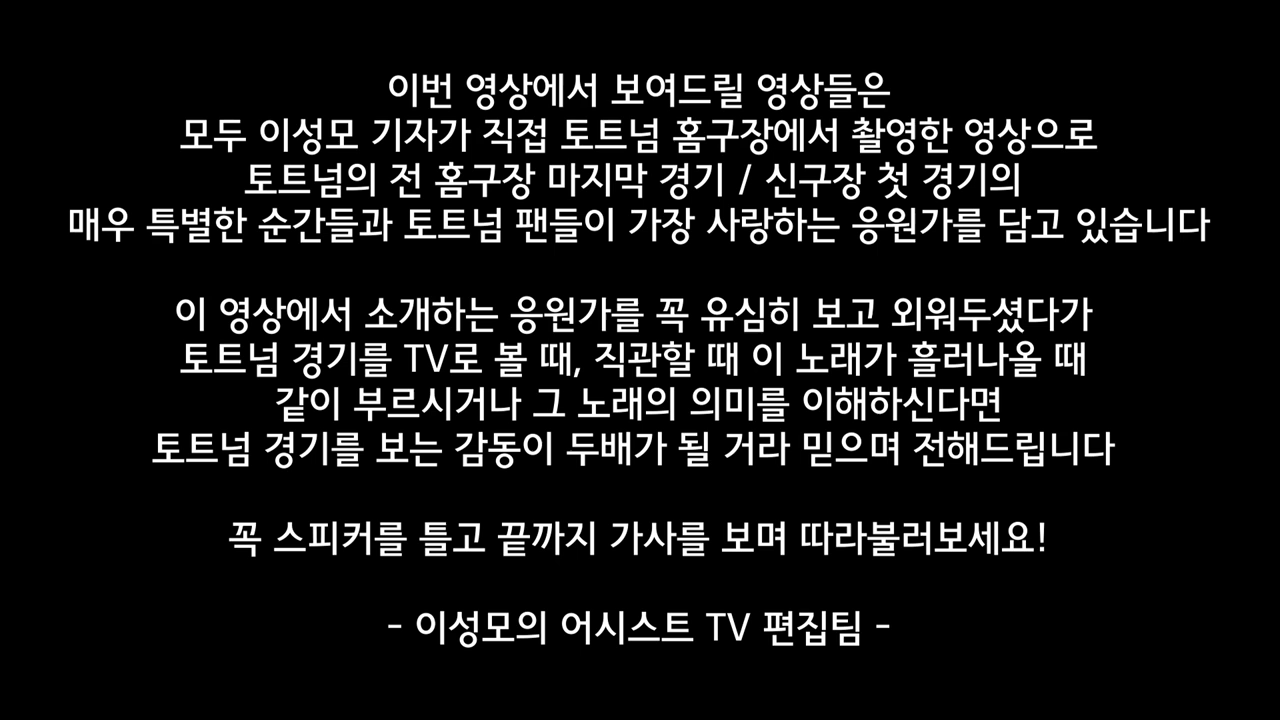 이번 영상에서 보여드릴 영상들은
모두 이성모 기자가 직접 토트넘 홈구장에서 촬영한 영상으로
토트넘의 전 홈구장 마지막 경기 / 신구장 첫 경기의
매우 특별한 순간들과 토트넘 팬들이 가장 사랑하는 응원가를 담고 있습니다
이 영상에서 소개하는 응원가를 꼭 유심히 보고 외워두셨다가
토트넘 경기를 TV로 볼 때, 직관할 때 이 노래가 흘러나올 때
같이 부르시거나 그 노래의 의미를 이해하신다면
토트넘 경기를 보는 감동이 두배가 될 거라 믿으며 전해드립니다
꼭 스피커를 틀고 끝까지 가사를 보며 따라불러보세요!
- 이성모의 어시스트 TV 편집팀 -